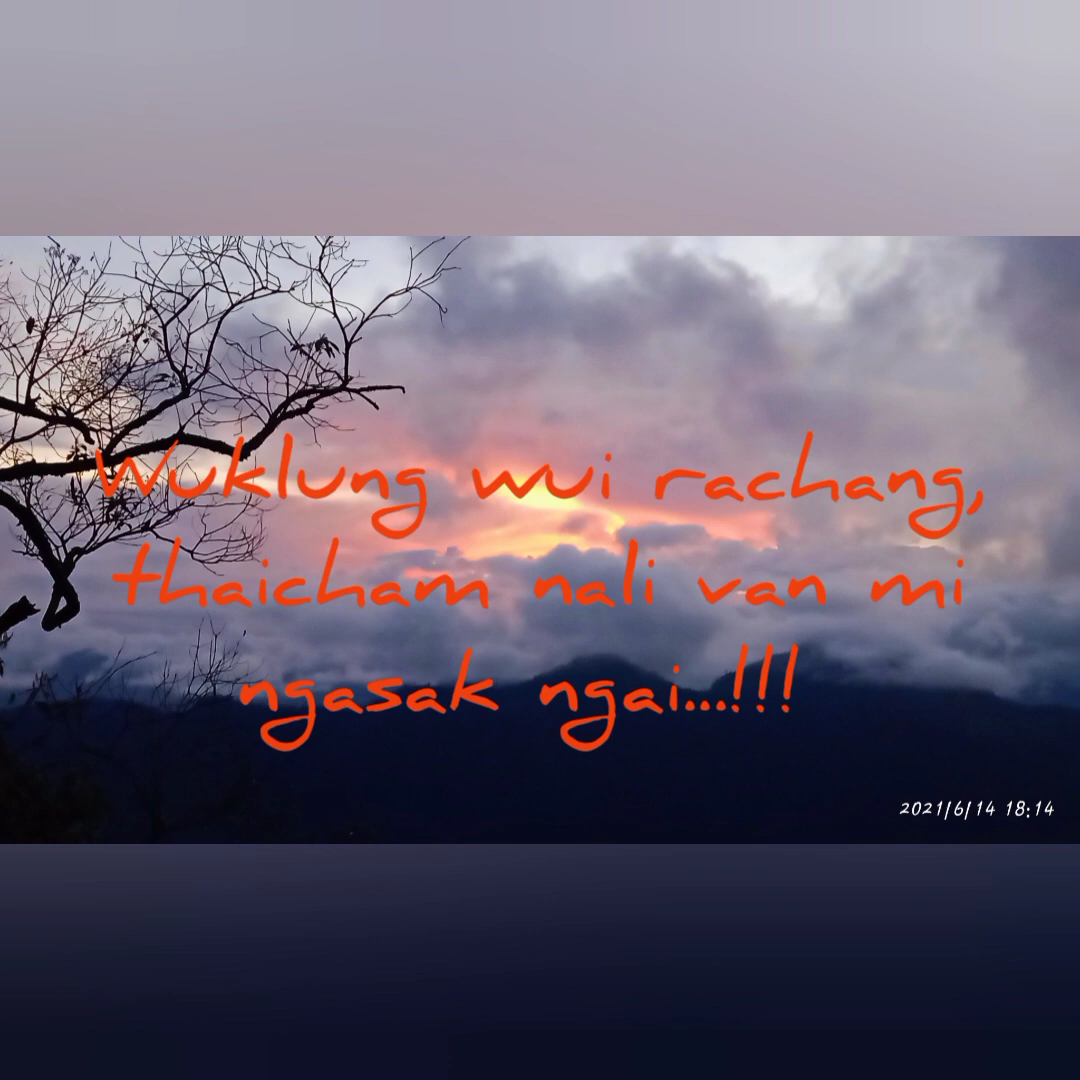 Wuklung wui rachang,
thaicham nali van mi
ngasak ngai...!!!
2021/6/14 18:14